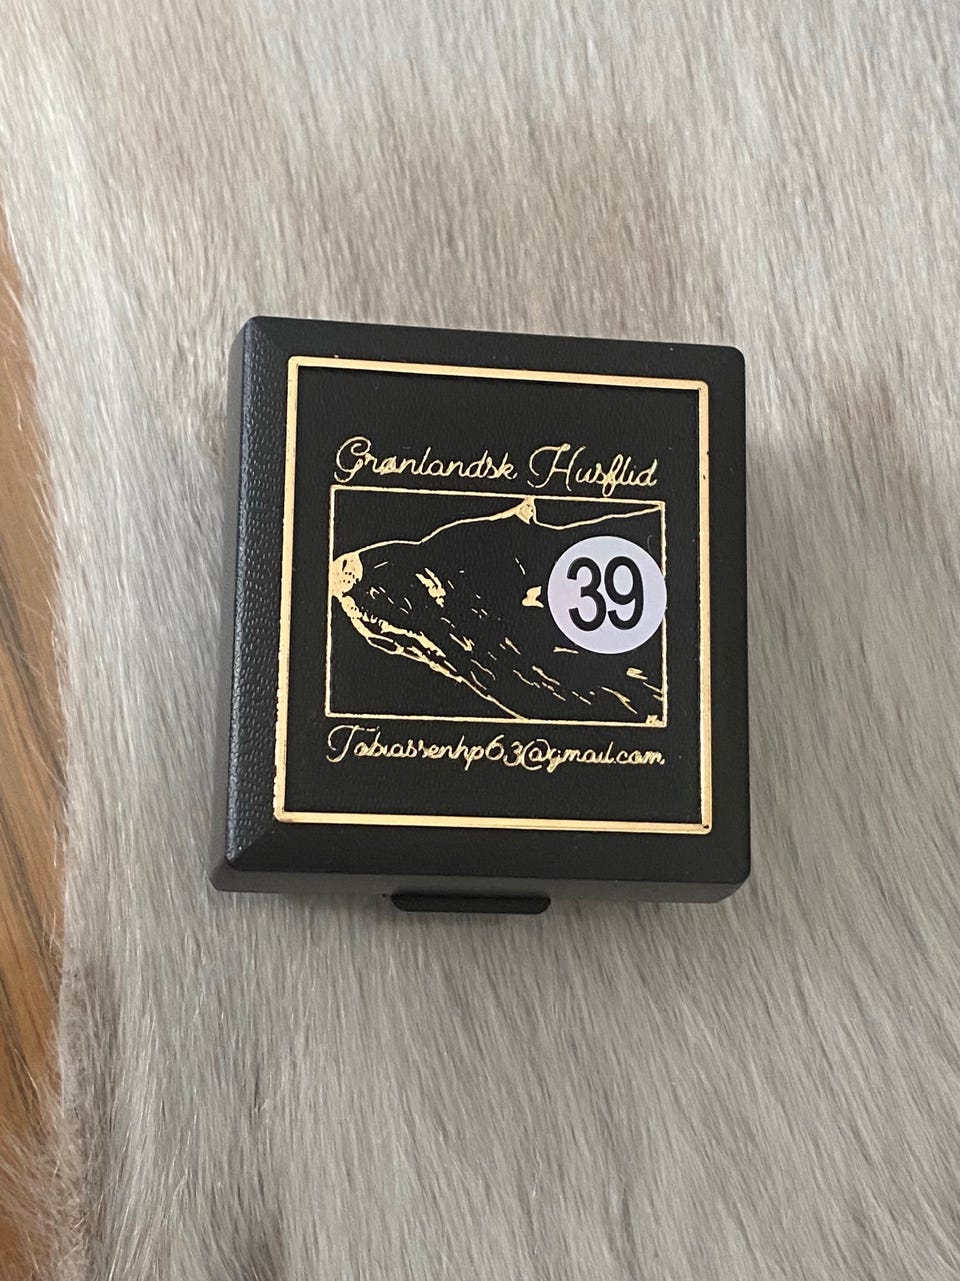 Grønlandsk Husflid
39
Tobiassenhp63@gmail.com